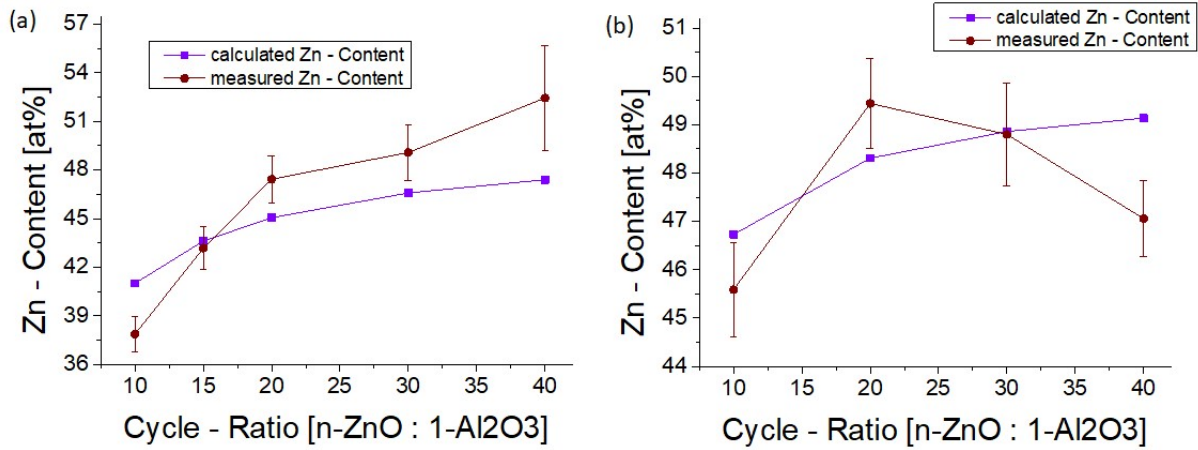 (a)
calculated Zn - Content
measured Zn - Content
Zn - Content [at%]
57
54
51
48
45
42
39
36
10 15 20 25 30 35 40
Cycle - Ratio [n-ZnO : 1-Al2O3]
(b)
calculated Zn - Content
measured Zn - Content
Zn - Content [at%]
51
50
49
48
47
46
45
44
10 15 20 25 30 35 40
Cycle - Ratio [n-ZnO : 1-Al2O3]